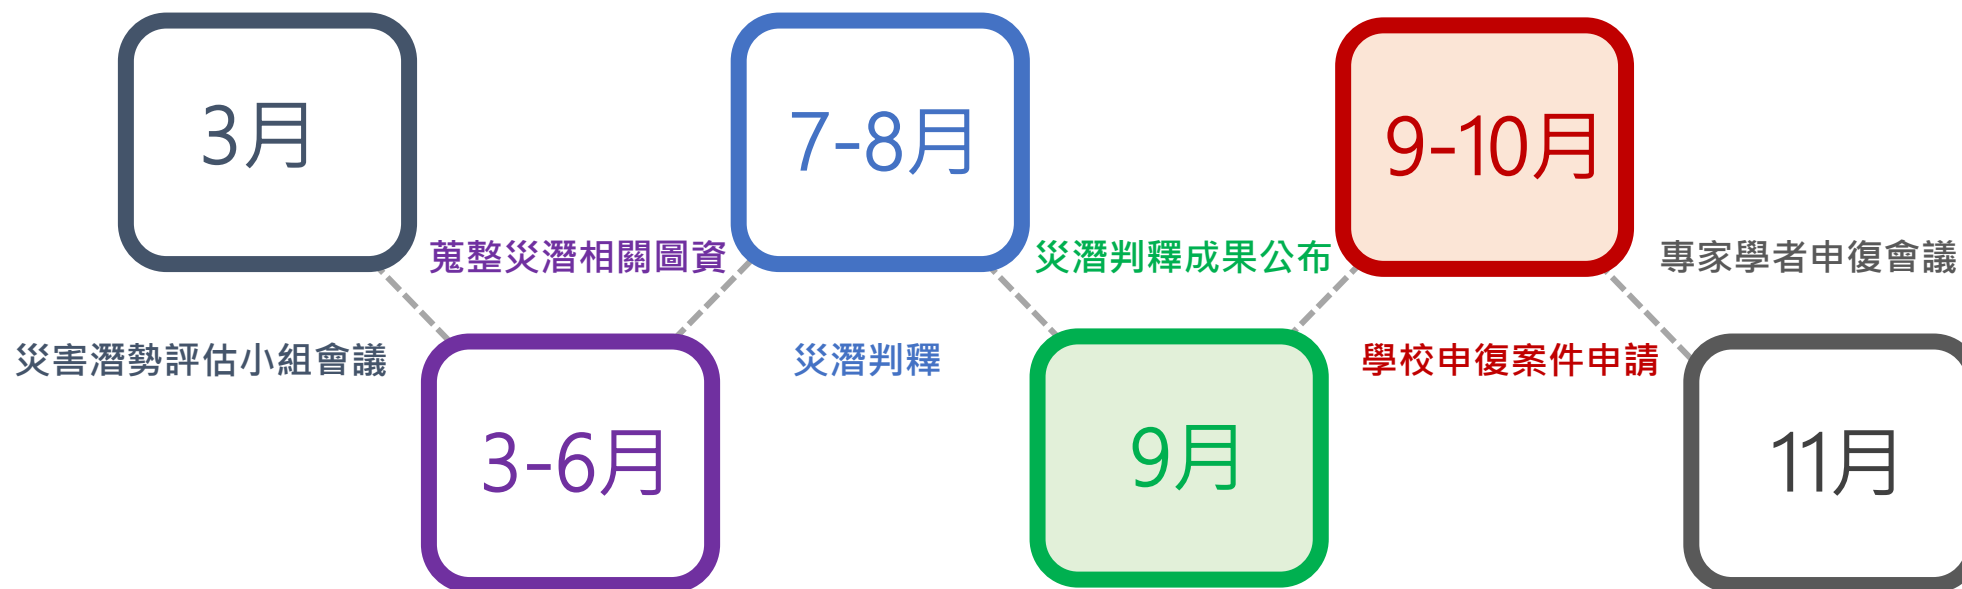 3月
災害潛勢評估小組會議
蒐整災潛相關圖資
3-6月
7-8月
災潛判釋
災潛判釋成果公布
9月
9-10月
學校申復案件申請
專家學者申復會議
11月